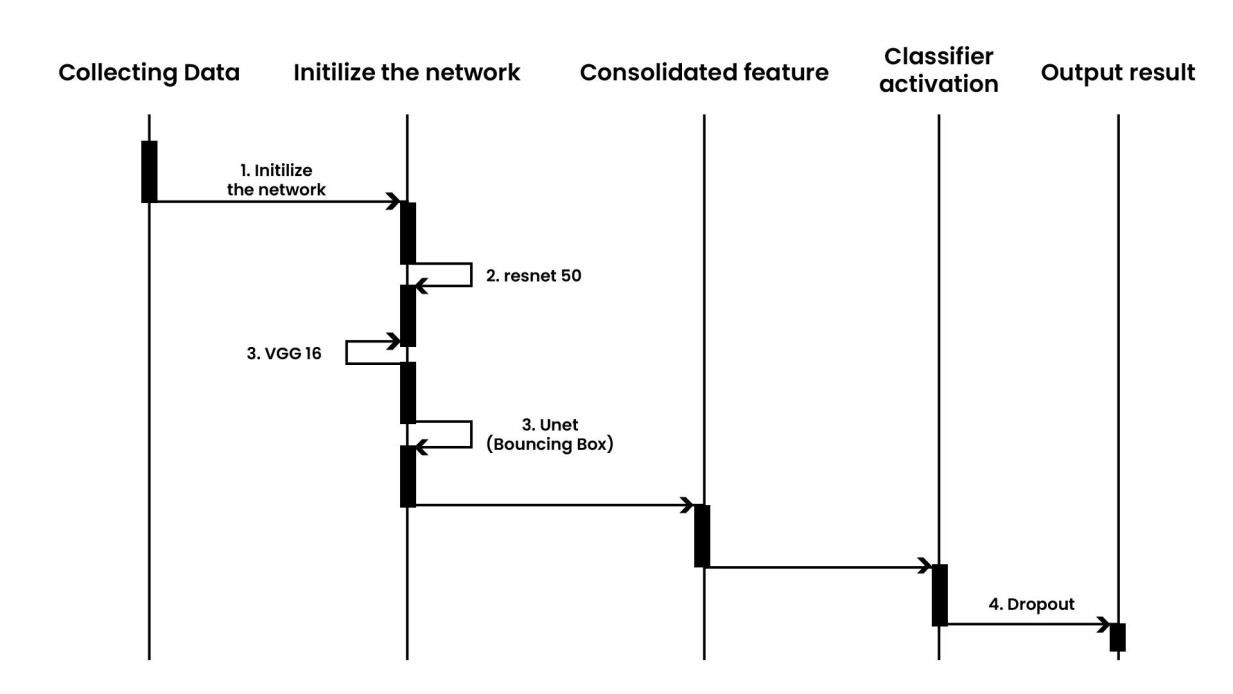 Collecting Data
Initilize the network
Consolidated feature
Classifier
activation
Output result
1. Initilize
the network
2. resnet 50
3. VGG 16
3. Unet
(Bouncing Box)
4. Dropout